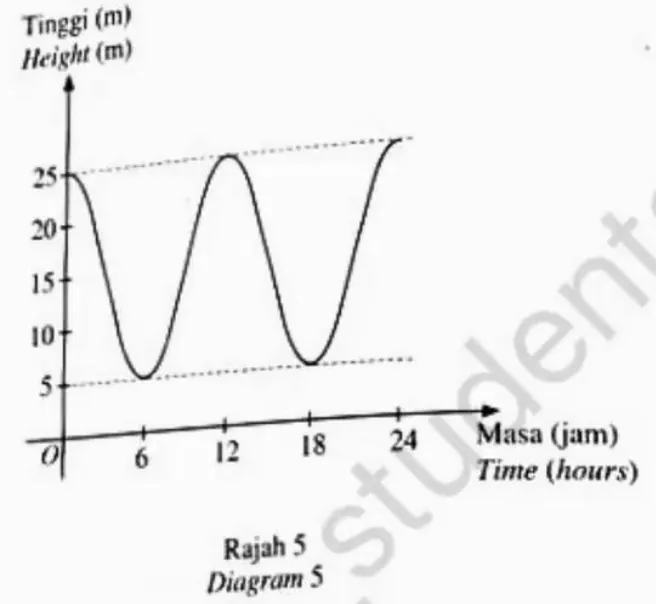 Tinggi (m)
Height (m)
25
20
15
10
5
O
6
12
18
24
Masa (jam)
Time (hours)
Rajah 5
Diagram 5
student